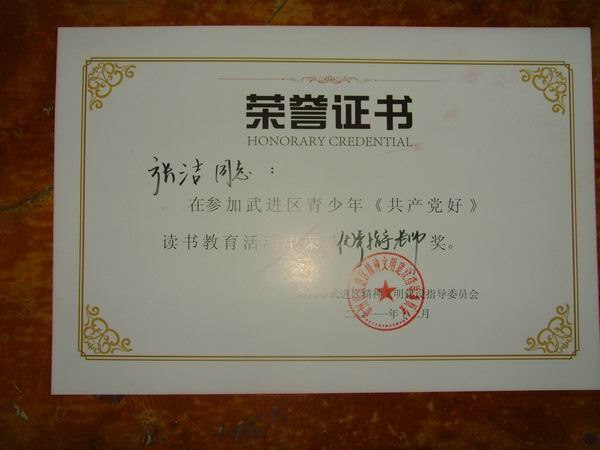 荣誉证书
HONORARY CREDENTIAL
张洁 同志：
在参加武进区青少年《共产党好》
读书教育活动中荣获优秀指导老师奖。
武进区精神文明建设指导委员会
二〇一一年十二月